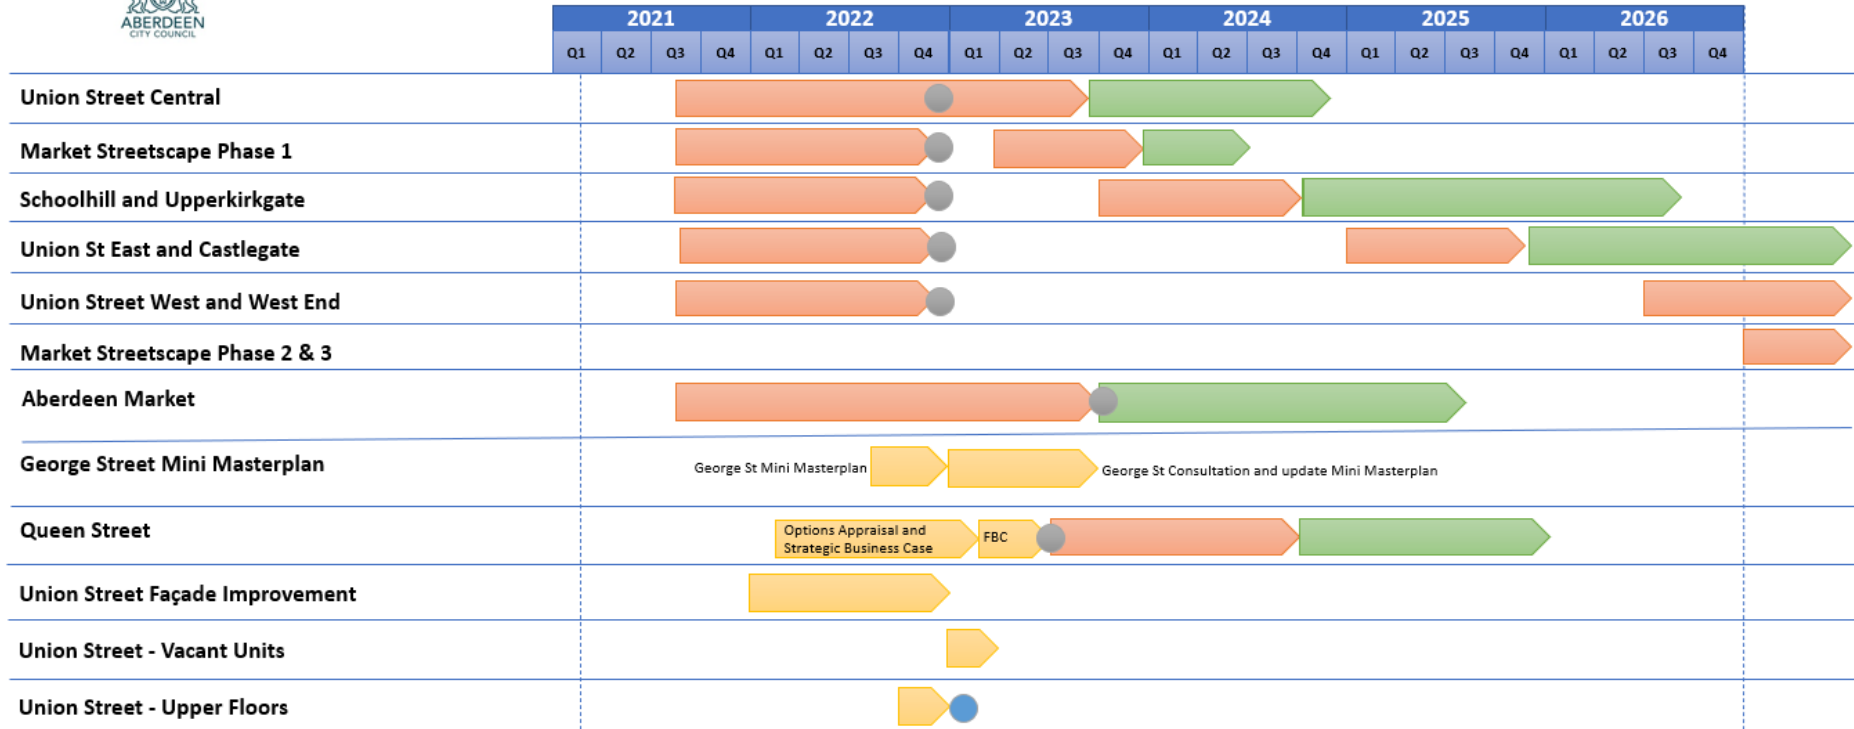 ABERDEEN
CITY COUNCIL
2021 2022 2023 2024 2025 2026
Q1 Q2 Q3 Q4 Q1 Q2 Q3 Q4 Q1 Q2 Q3 Q4 Q1 Q2 Q3 Q4 Q1 Q2 Q3 Q4 Q1 Q2 Q3 Q4
Union Street Central
Market Streetscape Phase 1
Schoolhill and Upperkirkgate
Union St East and Castlegate
Union Street West and West End
Market Streetscape Phase 2 & 3
Aberdeen Market
George Street Mini Masterplan
George St Mini Masterplan
George St Consultation and update Mini Masterplan
Queen Street
Options Appraisal and
Strategic Business Case
FBC
Union Street Façade Improvement
Union Street - Vacant Units
Union Street - Upper Floors